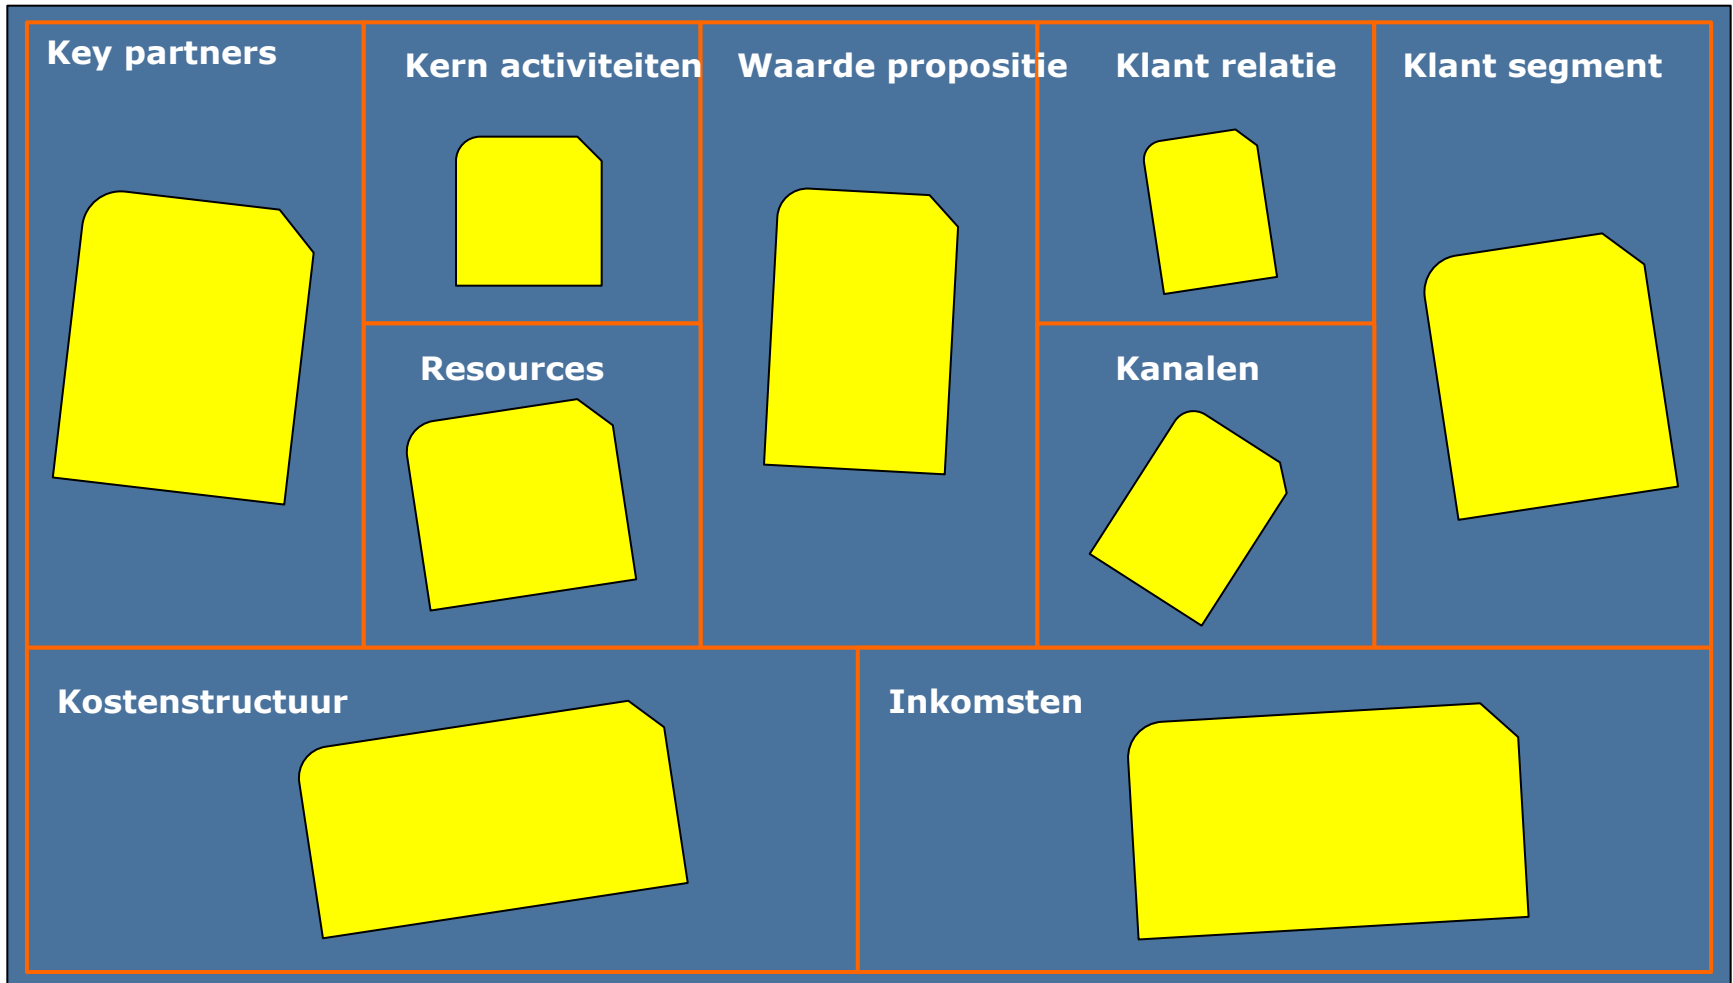 Key partners
Kern activiteiten
Waarde propositie
Klant relatie
Klant segment
Resources
Kanalen
Kostenstructuur
Inkomsten